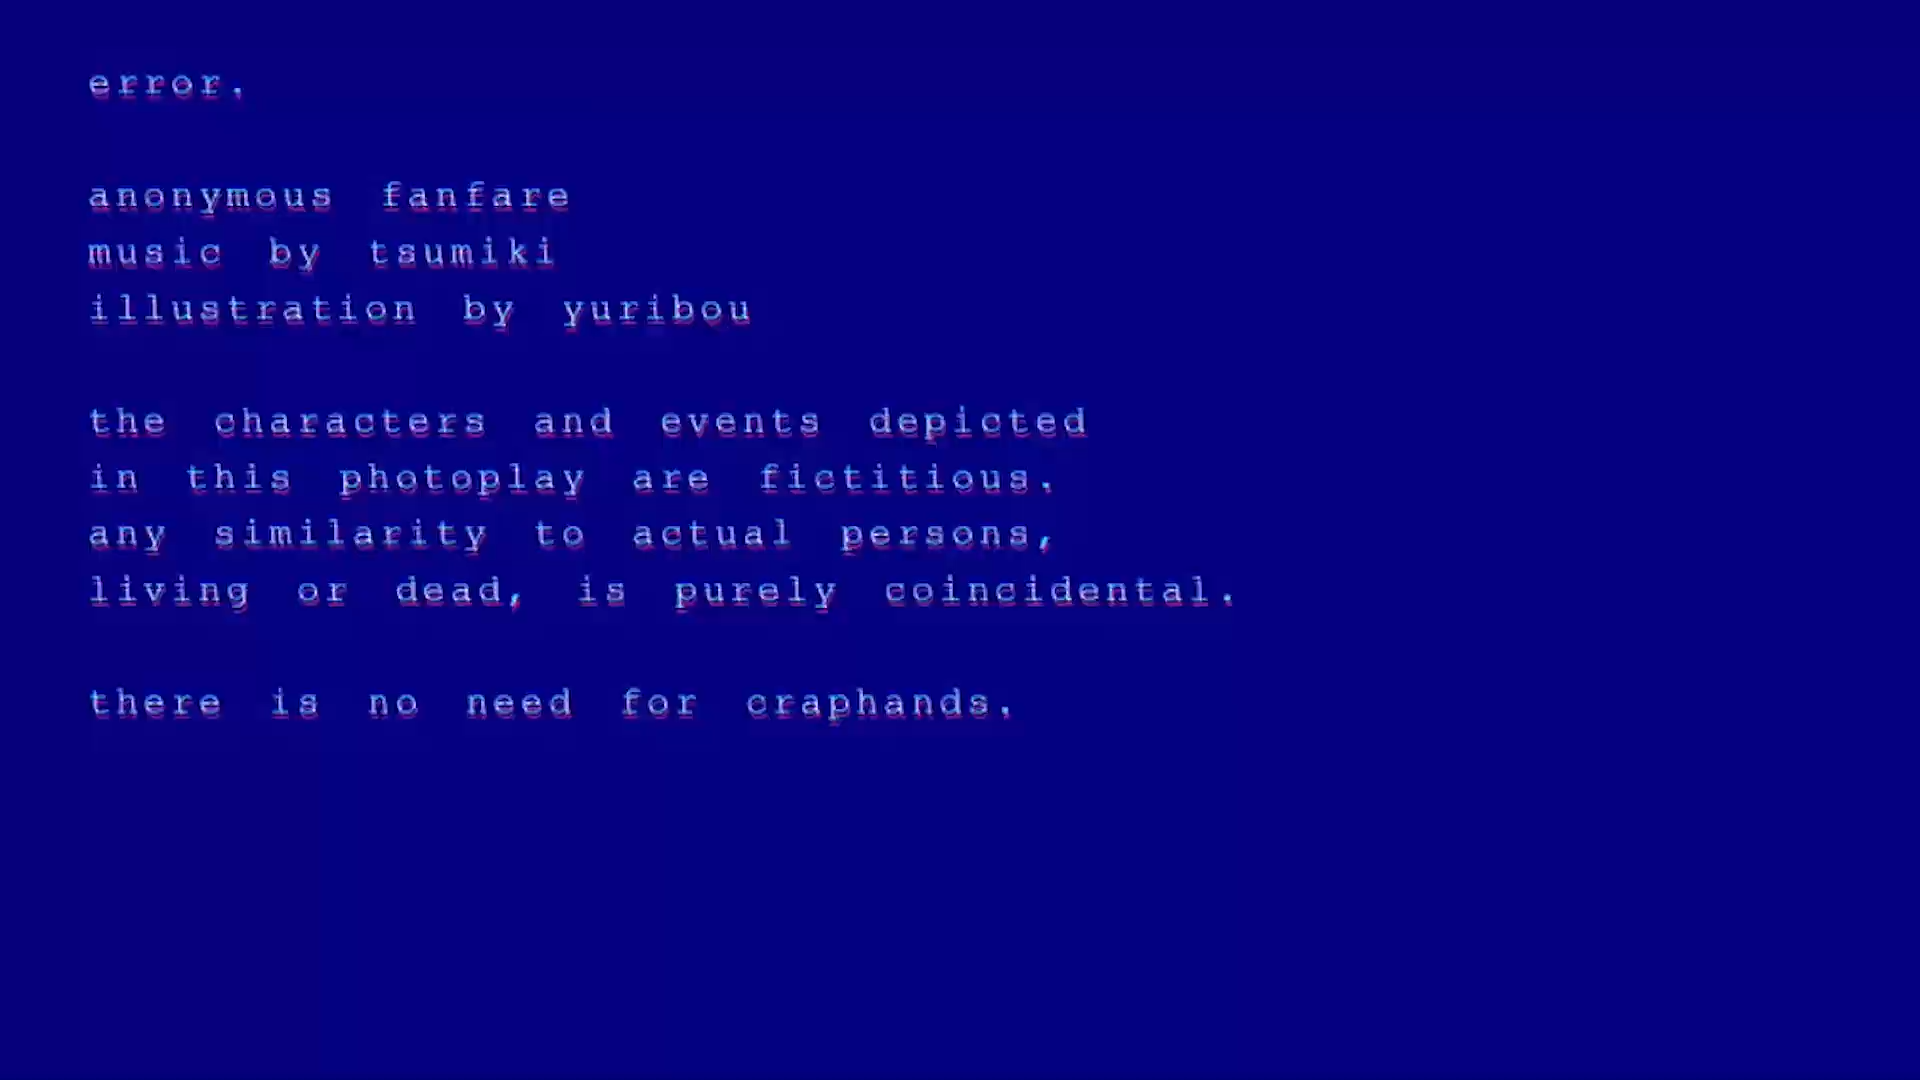 error.
anonymous fanfare
music by tsumiki
illustration by yuribou
the characters and events depicted
in this photoplay are fictitious.
any similarity to actual persons,
living or dead, is purely coincidental.
there is no need for craphands.